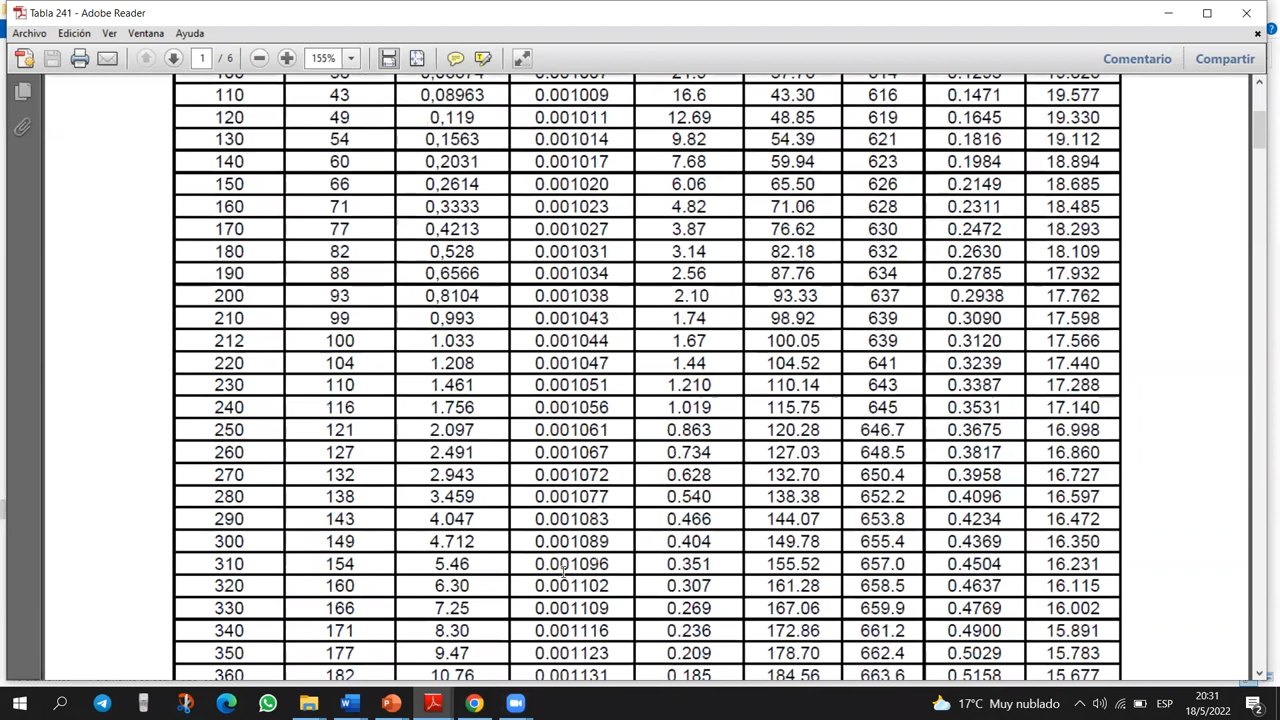 Tabla 241 - Adobe Reader
Archivo Edición Ver Ventana Ayuda
1 / 6 155% Comentario Compartir
110 43 0,08963 0.001009 16.6 43.30 616 0.1471 19.577
120 49 0,119 0.001011 12.69 48.85 619 0.1645 19.330
130 54 0,1563 0.001014 9.82 54.39 621 0.1816 19.112
140 60 0,2031 0.001017 7.68 59.94 623 0.1984 18.894
150 66 0,2614 0.001020 6.06 65.50 626 0.2149 18.685
160 71 0,3333 0.001023 4.82 71.06 628 0.2311 18.485
170 77 0,4213 0.001027 3.87 76.62 630 0.2472 18.293
180 82 0,528 0.001031 3.14 82.18 632 0.2630 18.109
190 88 0,6566 0.001034 2.56 87.76 634 0.2785 17.932
200 93 0,8104 0.001038 2.10 93.33 637 0.2938 17.762
210 99 0,993 0.001043 1.74 98.92 639 0.3090 17.598
212 100 1.033 0.001044 1.67 100.05 639 0.3120 17.566
220 104 1.208 0.001047 1.44 104.52 641 0.3239 17.440
230 110 1.461 0.001051 1.210 110.14 643 0.3387 17.288
240 116 1.756 0.001056 1.019 115.75 645 0.3531 17.140
250 121 2.097 0.001061 0.863 120.28 646.7 0.3675 16.998
260 127 2.491 0.001067 0.734 127.03 648.5 0.3817 16.860
270 132 2.943 0.001072 0.628 132.70 650.4 0.3958 16.727
280 138 3.459 0.001077 0.540 138.38 652.2 0.4096 16.597
290 143 4.047 0.001083 0.466 144.07 653.8 0.4234 16.472
300 149 4.712 0.001089 0.404 149.78 655.4 0.4369 16.350
310 154 5.46 0.001096 0.351 155.52 657.0 0.4504 16.231
320 160 6.30 0.001102 0.307 161.28 658.5 0.4637 16.115
330 166 7.25 0.001109 0.269 167.06 659.9 0.4769 16.002
340 171 8.30 0.001116 0.236 172.86 661.2 0.4900 15.891
350 177 9.47 0.001123 0.209 178.70 662.4 0.5029 15.783
360 182 10.76 0.001131 0.185 184.56 663.6 0.5158 15.677
17°C Muy nublado ESP 20:31
18/5/2022 2